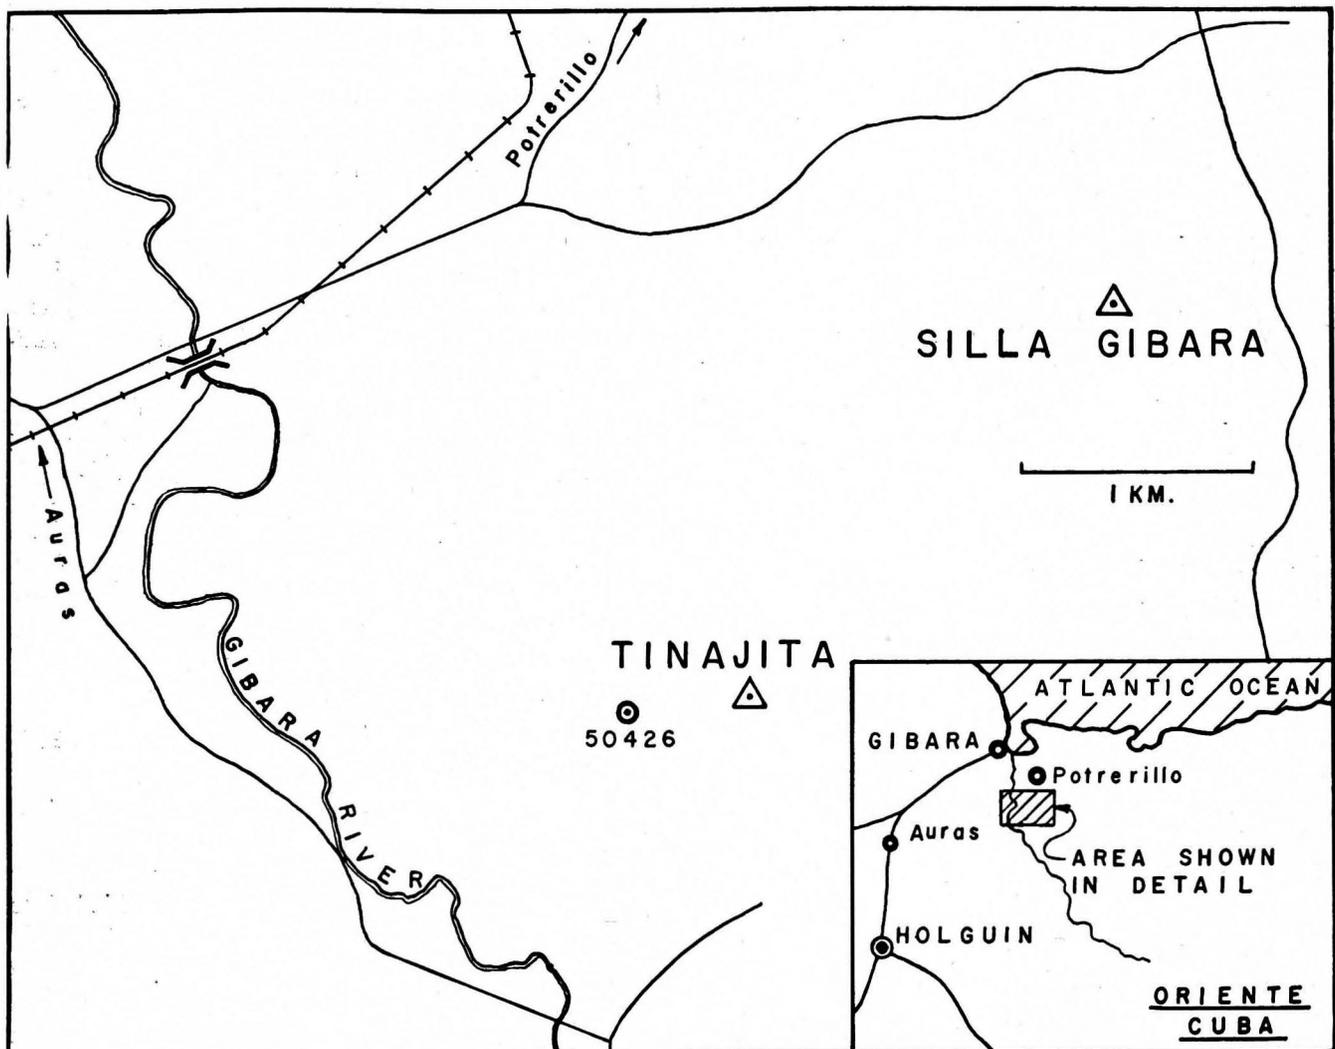 Potrerillo
SILLA GIBARA
1 KM.
Auras
GIBARA RIVER
TINAJITA
50426
ATLANTIC OCEAN
GIBARA
Potrerillo
Auras
AREA SHOWN
IN DETAIL
HOLGUIN
ORIENTE
CUBA